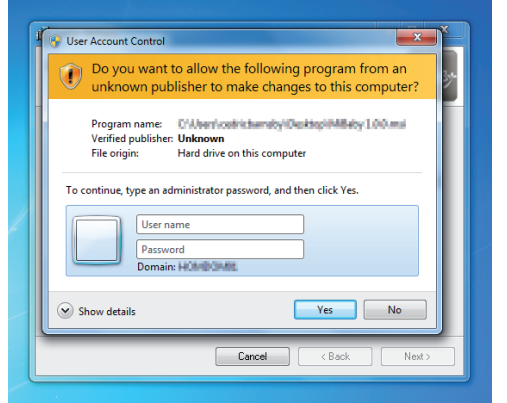 User Account Control
Do you want to allow the following program from an
unknown publisher to make changes to this computer?
Program name:
Verified publisher: Unknown
File origin: Hard drive on this computer
To continue, type an administrator password, and then click Yes.
User name
Password
Domain:
Show details
Yes
No
Cancel
< Back
Next >